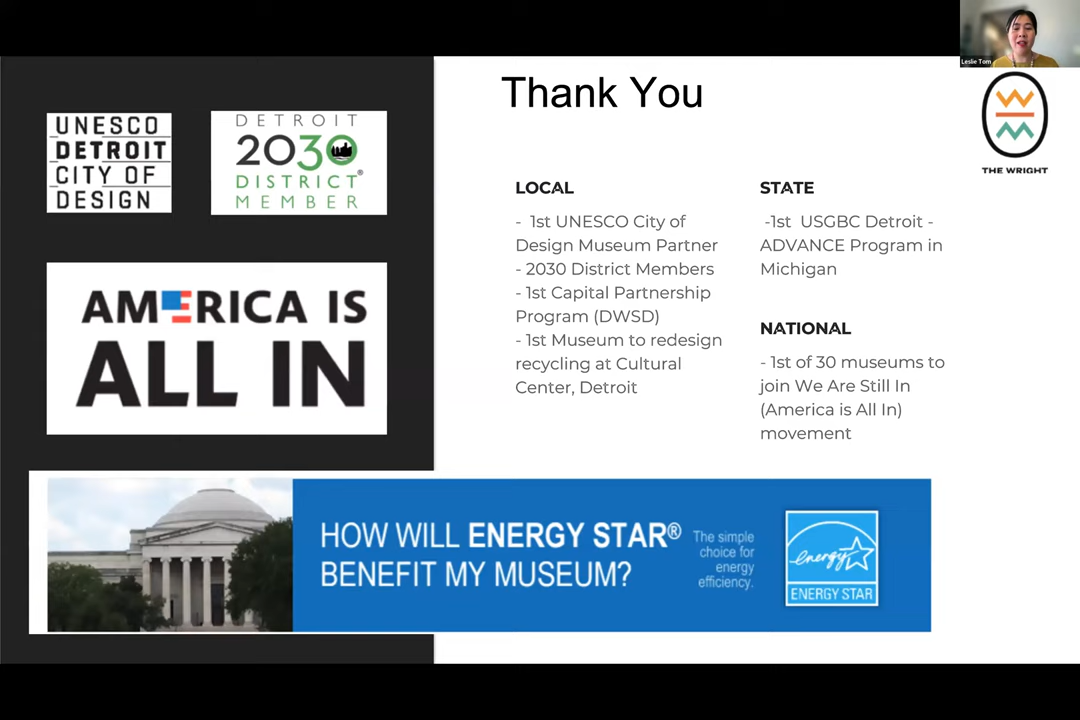 Leslie Tom
THE WRIGHT
Thank You
UNESCO
DETROIT
CITY OF
DESIGN
DETROIT
2030
DISTRICT®
MEMBER
AMERICA IS
ALL IN
LOCAL
- 1st UNESCO City of
Design Museum Partner
- 2030 District Members
- 1st Capital Partnership
Program (DWSD)
- 1st Museum to redesign
recycling at Cultural
Center, Detroit
STATE
-1st USGBC Detroit -
ADVANCE Program in
Michigan
NATIONAL
- 1st of 30 museums to
join We Are Still In
(America is All In)
movement
HOW WILL ENERGY STAR®
BENEFIT MY MUSEUM?
The simple
choice for
energy
efficiency.
energy
ENERGY STAR